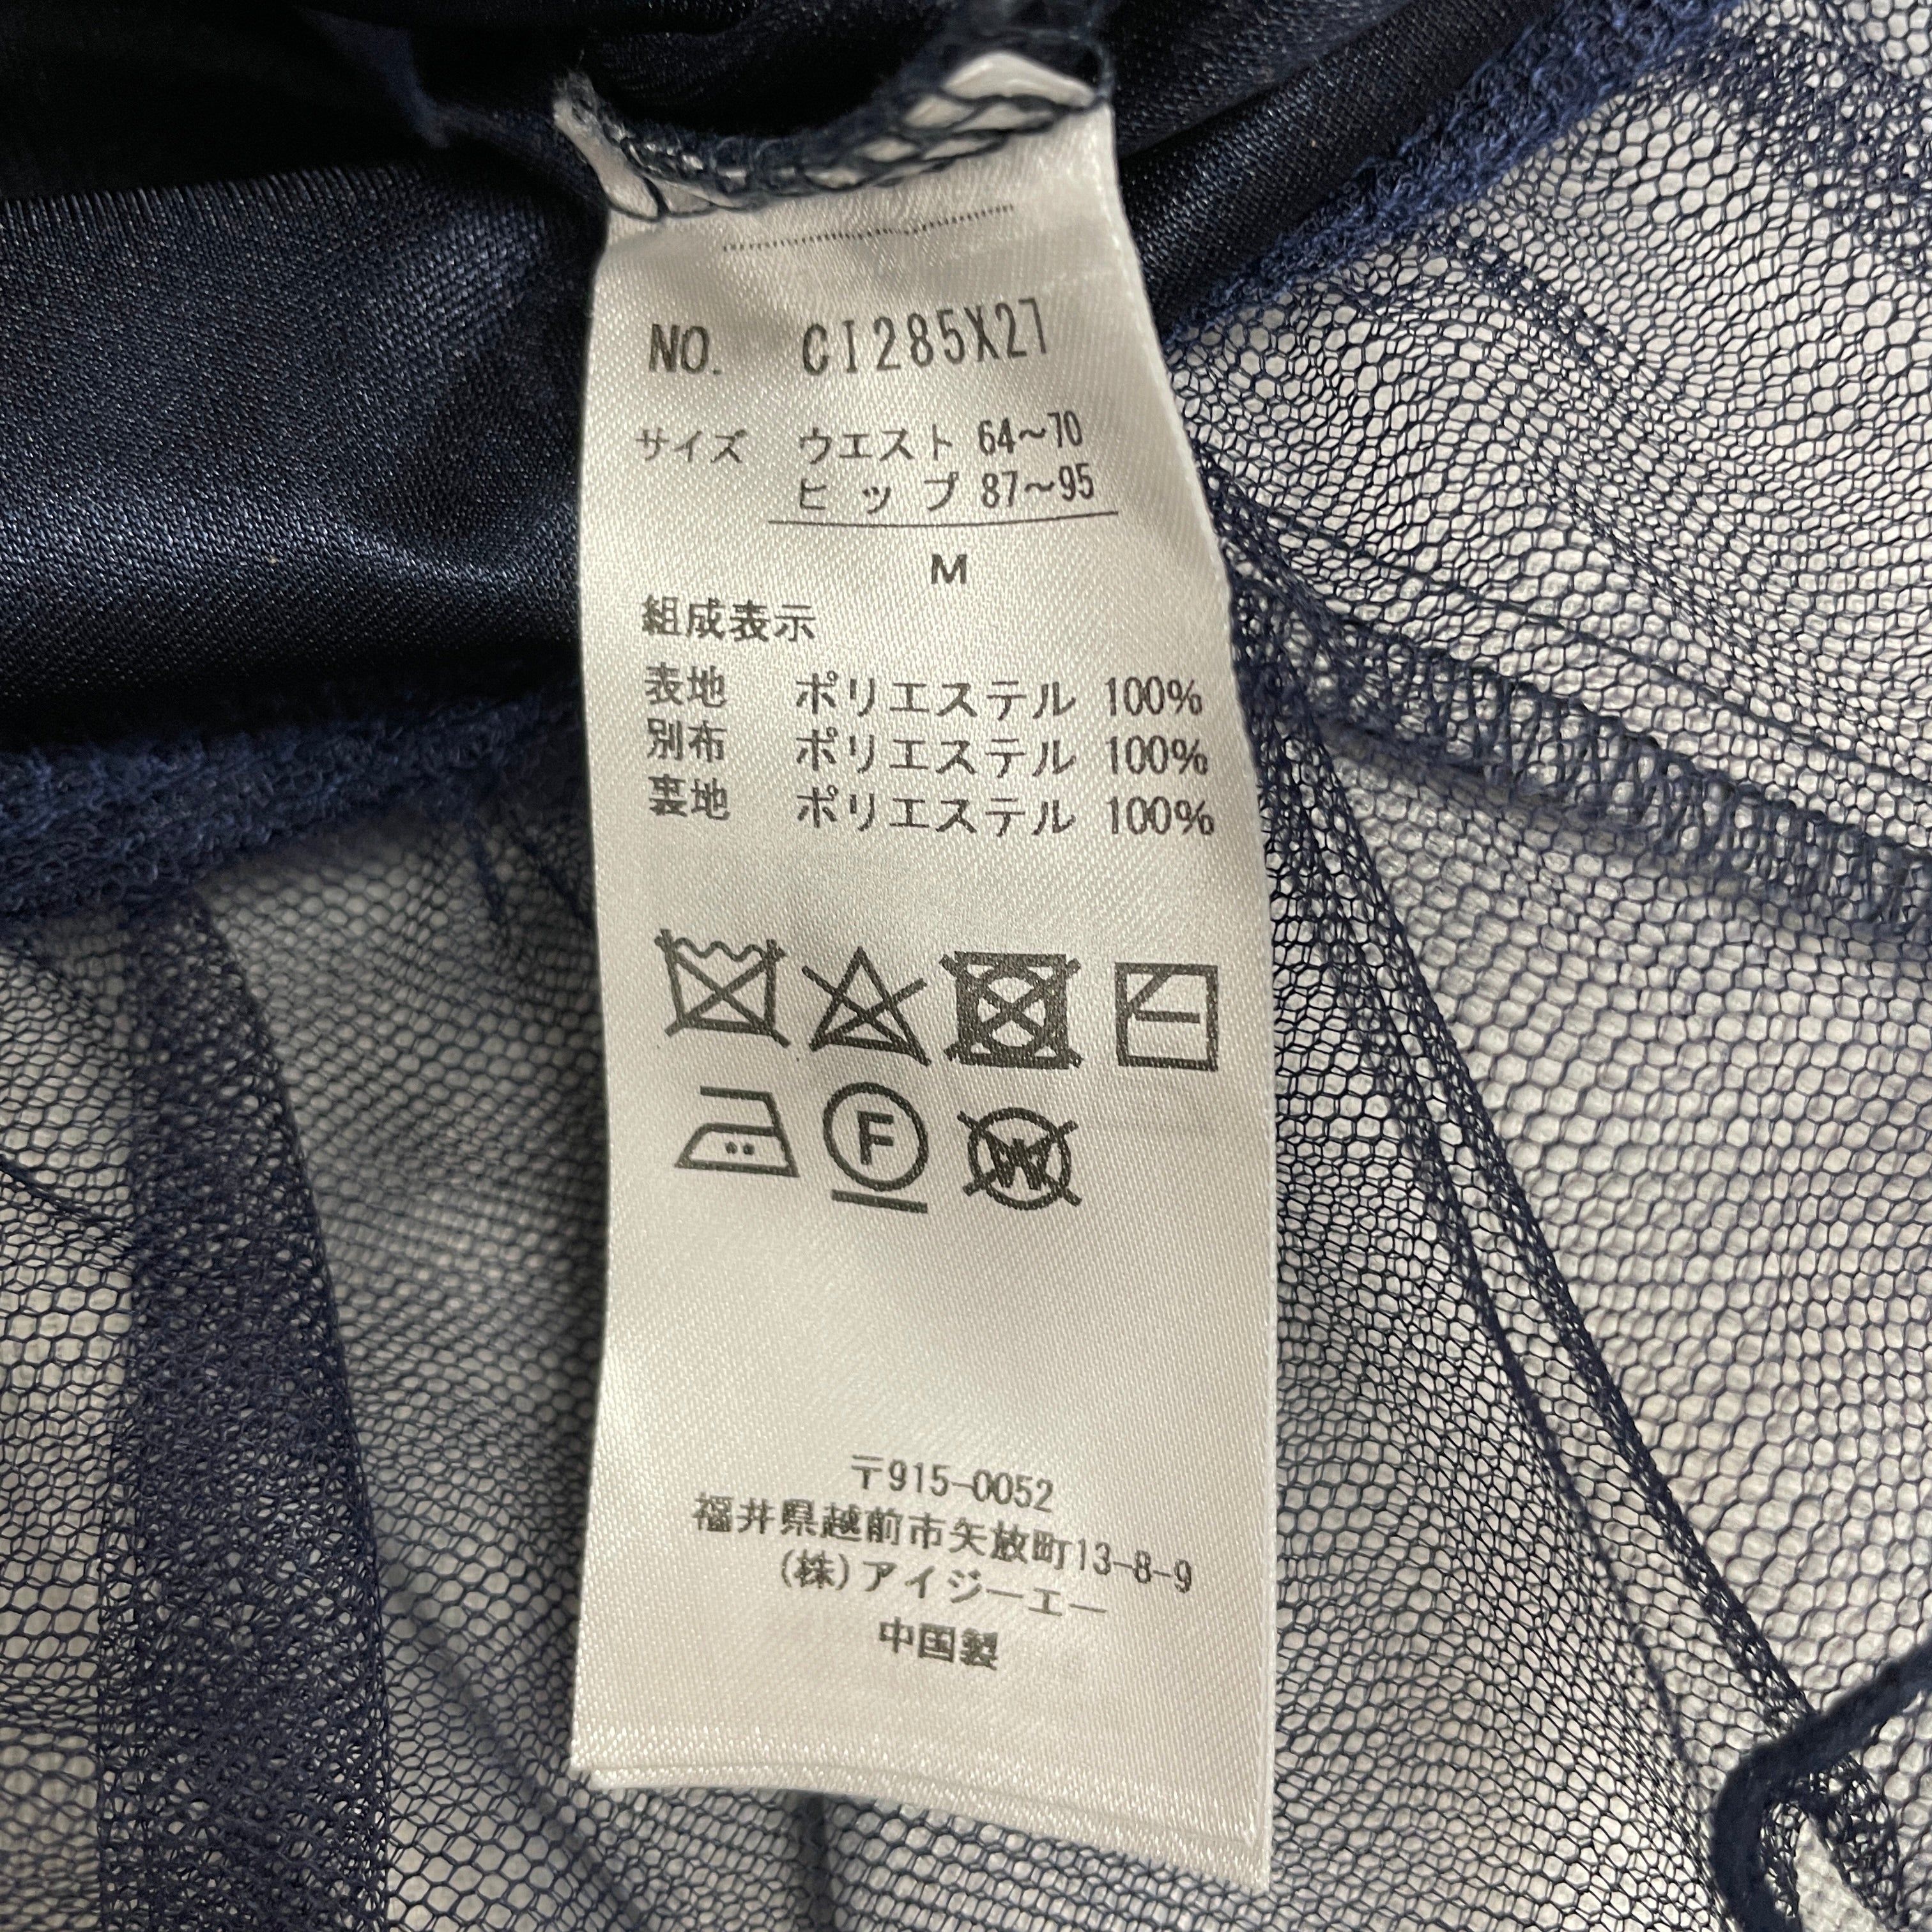 NO. CI285X27
サイズ ウエスト 64~70
ヒップ 87~95
M
組成表示
表地 ポリエステル 100%
別布 ポリエステル 100%
裏地 ポリエステル 100%
F
W
〒915-0052
福井県越前市矢放町13-8-9
(株)アイジーエー
中国製